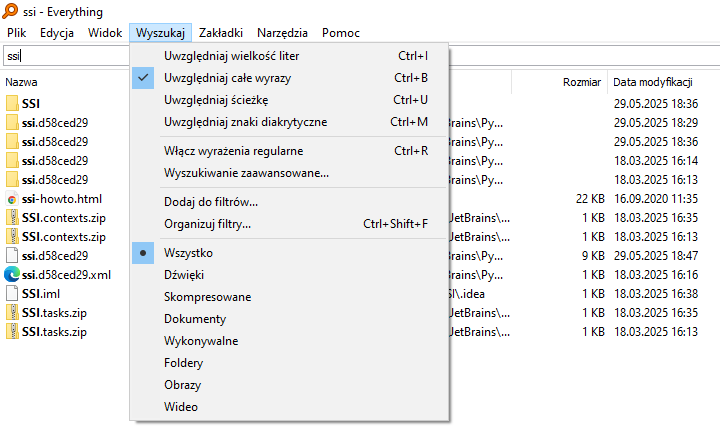 ssi - Everything
Plik Edycja Widok Wyszukaj Zakładki Narzędzia Pomoc
ssi
Nazwa Rozmiar Data modyfikacji
SSI 29.05.2025 18:36
ssi.d58ced29 Brains\Py... 29.05.2025 18:29
ssi.d58ced29 Brains\Py... 29.05.2025 18:36
ssi.d58ced29 Brains\Py... 18.03.2025 16:14
ssi.d58ced29 Brains\Py... 18.03.2025 16:13
ssi-howto.html 22 KB 16.09.2020 11:35
SSI.contexts.zip JetBrains\... 1 KB 18.03.2025 16:35
SSI.contexts.zip JetBrains\... 1 KB 18.03.2025 16:13
ssi.d58ced29 Brains\Py... 9 KB 29.05.2025 18:47
ssi.d58ced29.xml Brains\Py... 1 KB 18.03.2025 16:16
SSI.iml SI\.idea 1 KB 18.03.2025 16:38
SSI.tasks.zip JetBrains\... 1 KB 18.03.2025 16:35
SSI.tasks.zip JetBrains\... 1 KB 18.03.2025 16:13
Uwzględniaj wielkość liter Ctrl+I
Uwzględniaj całe wyrazy Ctrl+B
Uwzględniaj ścieżkę Ctrl+U
Uwzględniaj znaki diakrytyczne Ctrl+M
Włącz wyrażenia regularne Ctrl+R
Wyszukiwanie zaawansowane...
Dodaj do filtrów...
Organizuj filtry... Ctrl+Shift+F
Wszystko
Dźwięki
Skompresowane
Dokumenty
Wykonywalne
Foldery
Obrazy
Wideo